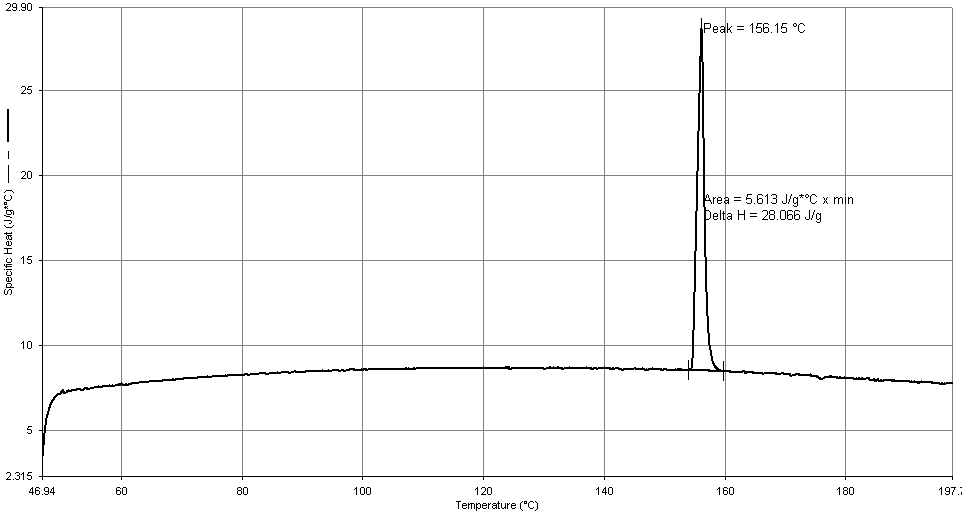 29.90
Peak = 156.15 °C
25
20
Area = 5.613 J/g*°C x min
Delta H = 28.066 J/g
Specific Heat (J/g*°C)
15
10
5
2.315
46.94 60 80 100 120 140 160 180 197.7
Temperature (°C)